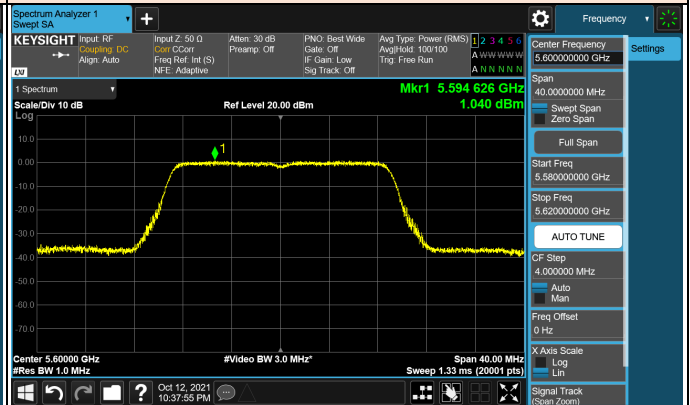 Spectrum Analyzer 1
Swept SA
Frequency
KEYSIGHT Input: RF
Coupling: DC
Align: Auto
LXI
Input Z: 50 Ω
Corr CCorr
Freq Ref: Int (S)
NFE: Adaptive
Atten: 30 dB
Preamp: Off
PNO: Best Wide
Gate: Off
IF Gain: Low
Sig Track: Off
Avg Type: Power (RMS)
Avg|Hold: 100/100
Trig: Free Run
1 2 3 4 5 6
A W W W W W
A N N N N N
1 Spectrum
Scale/Div 10 dB
Log
Ref Level 20.00 dBm
Mkr1 5.594 626 GHz
1.040 dBm
1
10.0
0.00
-10.0
-20.0
-30.0
-40.0
-50.0
-60.0
-70.0
Center 5.60000 GHz
#Res BW 1.0 MHz
#Video BW 3.0 MHz*
Span 40.00 MHz
Sweep 1.33 ms (20001 pts)
Oct 12, 2021
10:37:55 PM
Center Frequency
5.600000000 GHz
Span
40.0000000 MHz
Swept Span
Zero Span
Full Span
Start Freq
5.580000000 GHz
Stop Freq
5.620000000 GHz
AUTO TUNE
CF Step
4.000000 MHz
Auto
Man
Freq Offset
0 Hz
X Axis Scale
Log
Lin
Signal Track
(Span Zoom)
Settings